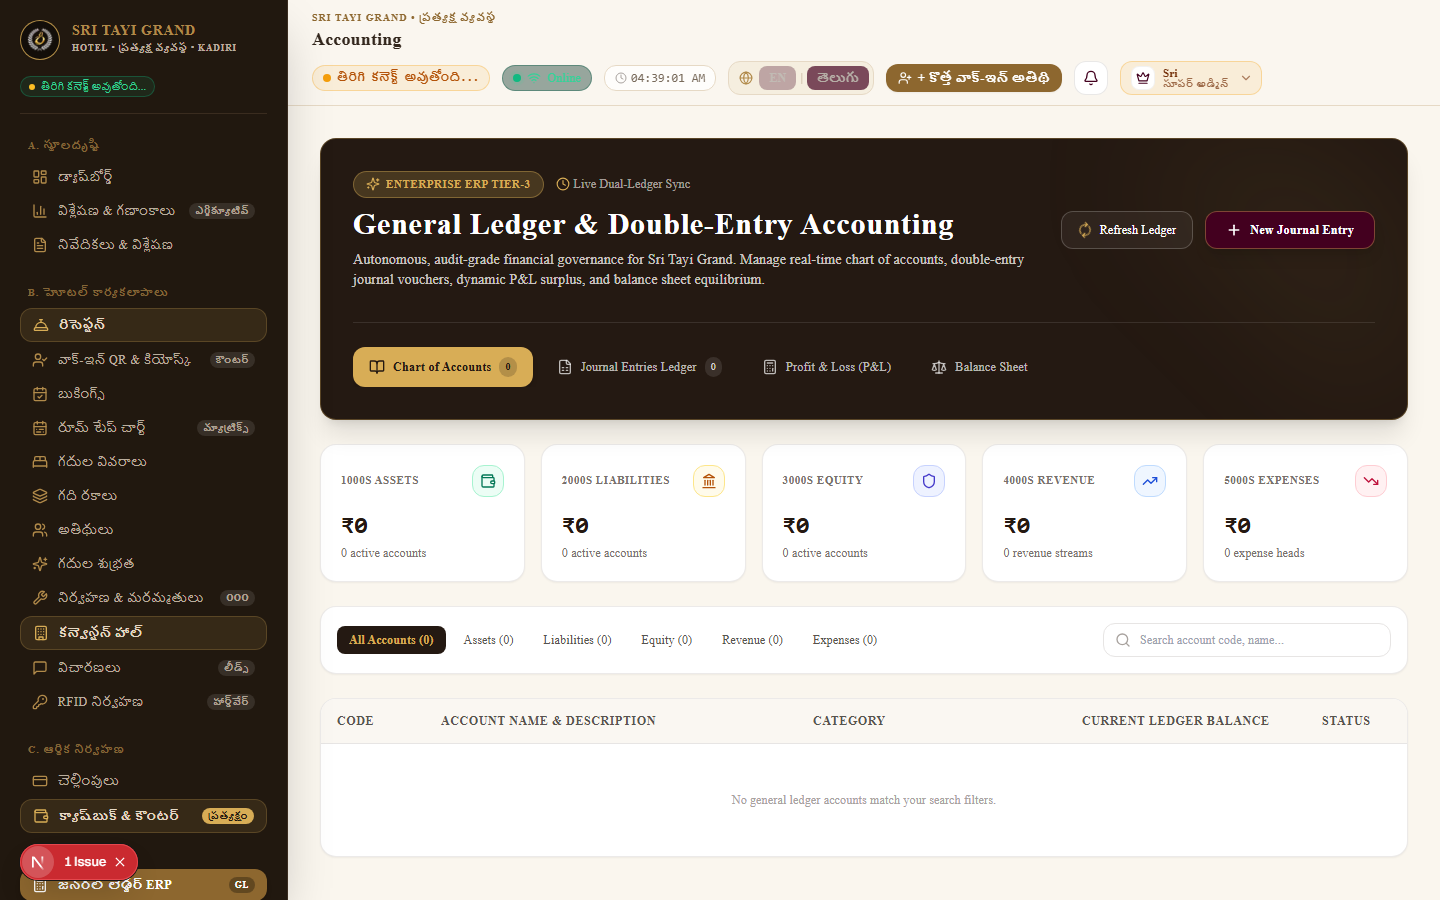 SRI TAYI GRAND
HOTEL • ప్రత్యక్ష వ్యవస్థ • KADIRI
తిరిగి కనెక్ట్ అవుతోంది...
A. స్థూలదృష్టి
డ్యాష్‌బోర్డ్
విశ్లేషణ & గణాంకాలు ఎగ్జిక్యూటివ్
నివేదికలు & విశ్లేషణ
B. హోటల్ కార్యకలాపాలు
రిసెప్షన్
వాక్-ఇన్ QR & కియోస్క్ కౌంటర్
బుకింగ్స్
రూమ్ టేప్ చార్ట్ మ్యాట్రిక్స్
గదుల వివరాలు
గది రకాలు
అతిథులు
గదుల శుభ్రత
నిర్వహణ & మరమ్మతులు OOO
కన్వెన్షన్ హాల్
విచారణలు లీడ్స్
RFID నిర్వహణ హార్డ్‌వేర్
C. ఆర్థిక నిర్వహణ
చెల్లింపులు
క్యాష్‌బుక్ & కౌంటర్ ప్రత్యక్షం
1 Issue
జనరల్ లెడ్జర్ ERP GL
SRI TAYI GRAND • ప్రత్యక్ష వ్యవస్థ
Accounting
తిరిగి కనెక్ట్ అవుతోంది... 04:39:01 AM EN | తెలుగు + కొత్త వాక్-ఇన్ అతిథి
Sri
సూపర్ అడ్మిన్
ENTERPRISE ERP TIER-3 Live Dual-Ledger Sync
General Ledger & Double-Entry Accounting
Autonomous, audit-grade financial governance for Sri Tayi Grand. Manage real-time chart of accounts, double-entry
journal vouchers, dynamic P&L surplus, and balance sheet equilibrium.
Refresh Ledger New Journal Entry
Chart of Accounts 0 Journal Entries Ledger 0 Profit & Loss (P&L) Balance Sheet
1000S ASSETS 2000S LIABILITIES 3000S EQUITY 4000S REVENUE 5000S EXPENSES
₹0 ₹0 ₹0 ₹0 ₹0
0 active accounts 0 active accounts 0 active accounts 0 revenue streams 0 expense heads
All Accounts (0) Assets (0) Liabilities (0) Equity (0) Revenue (0) Expenses (0) Search account code, name...
CODE ACCOUNT NAME & DESCRIPTION CATEGORY CURRENT LEDGER BALANCE STATUS
No general ledger accounts match your search filters.